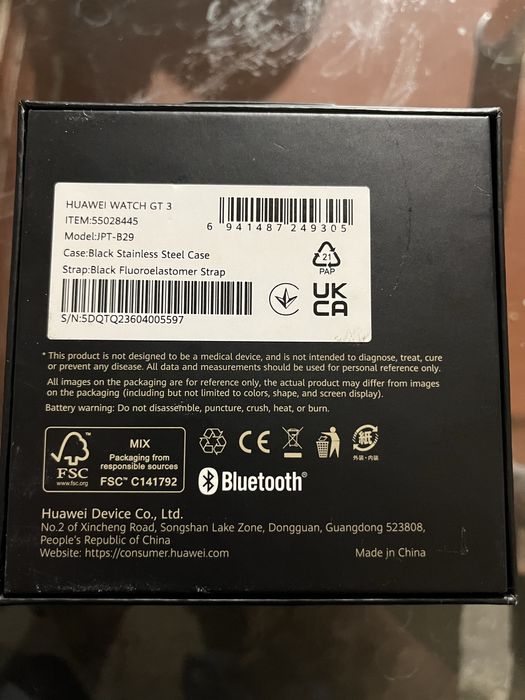 HUAWEI WATCH GT 3
ITEM:55028445
Model:JPT-B29
Case:Black Stainless Steel Case
Strap:Black Fluoroelastomer Strap
6 941487 249305
21
PAP
UK
CA
S/N:5DQTQ23604005597
* This product is not designed to be a medical device, and is not intended to diagnose, treat, cure
or prevent any disease. All data and measurements should be used for personal reference only.
All images on the packaging are for reference only, the actual product may differ from images
on the packaging (including but not limited to colors, shape, and screen display).
Battery warning: Do not disassemble, puncture, crush, heat, or burn.
FSC
www.fsc.org
MIX
Packaging from
responsible sources
FSC™ C141792
CE
紙
外装・内装
Bluetooth®
Huawei Device Co., Ltd.
No.2 of Xincheng Road, Songshan Lake Zone, Dongguan, Guangdong 523808,
People's Republic of China
Website: https://consumer.huawei.com
Made in China